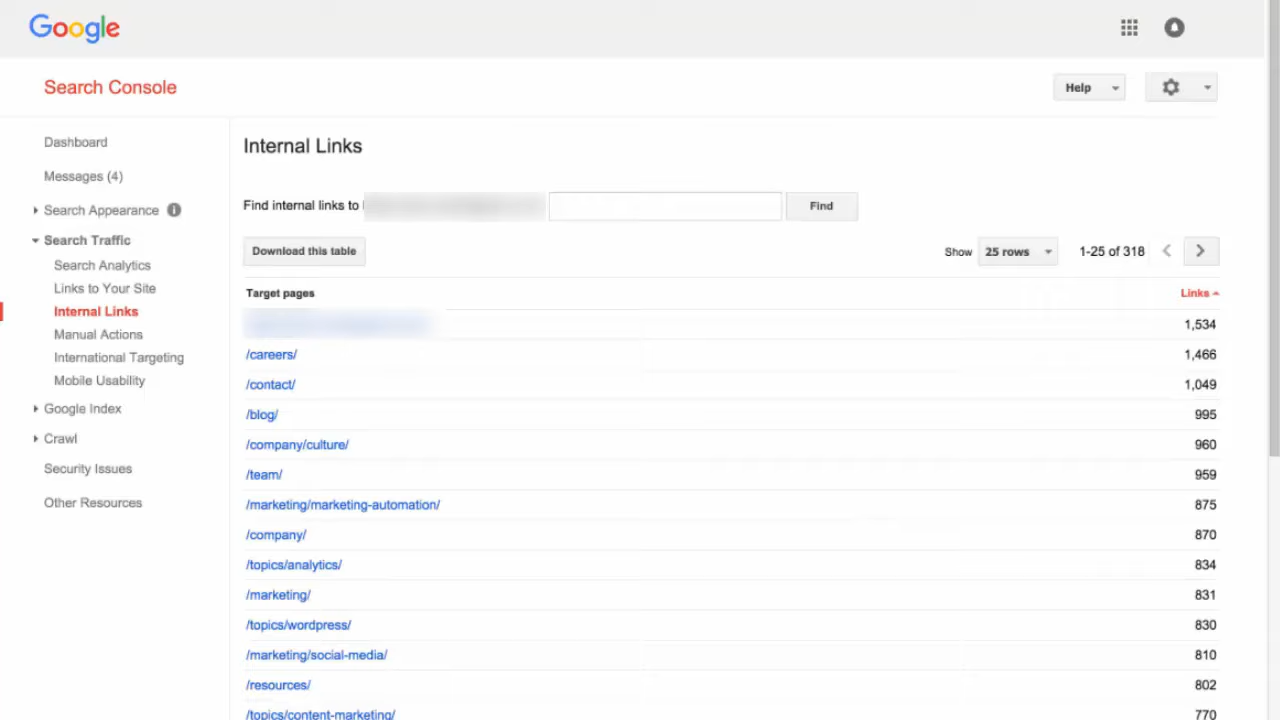 Google
Search Console
Help
Dashboard
Messages (4)
Search Appearance
Search Traffic
Search Analytics
Links to Your Site
Internal Links
Manual Actions
International Targeting
Mobile Usability
Google Index
Crawl
Security Issues
Other Resources
Internal Links
Find internal links to
Find
Download this table
Show 25 rows 1-25 of 318
Target pages Links
1,534
/careers/ 1,466
/contact/ 1,049
/blog/ 995
/company/culture/ 960
/team/ 959
/marketing/marketing-automation/ 875
/company/ 870
/topics/analytics/ 834
/marketing/ 831
/topics/wordpress/ 830
/marketing/social-media/ 810
/resources/ 802
/topics/content-marketing/ 770